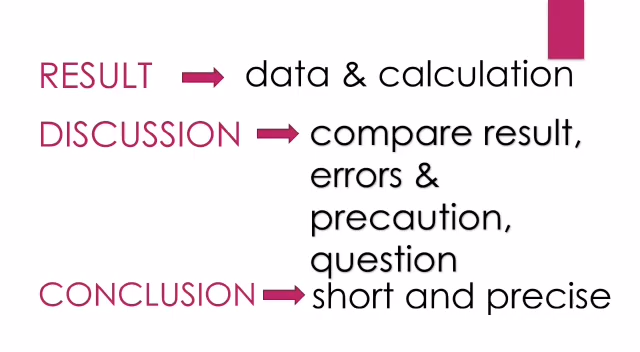 RESULT data & calculation
DISCUSSION compare result,
errors &
precaution,
question
CONCLUSION short and precise